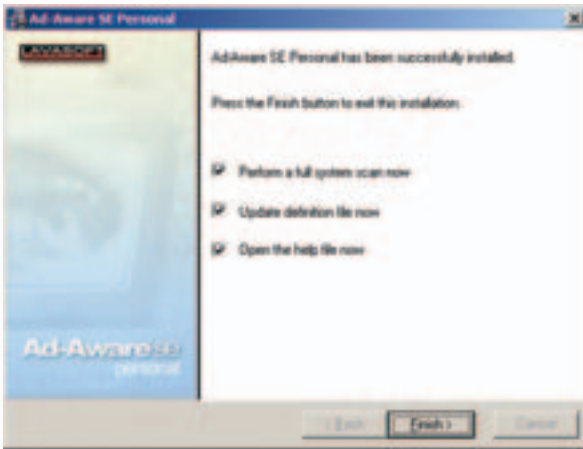 Ad-Aware SE Personal
LAVASOFT
Ad-Aware SE Personal has been successfully installed.
Press the Finish button to exit this installation.
Perform a full system scan now
Update definition file now
Open the help file now
Ad-Aware SE
personal
< Back
Finish >
Cancel